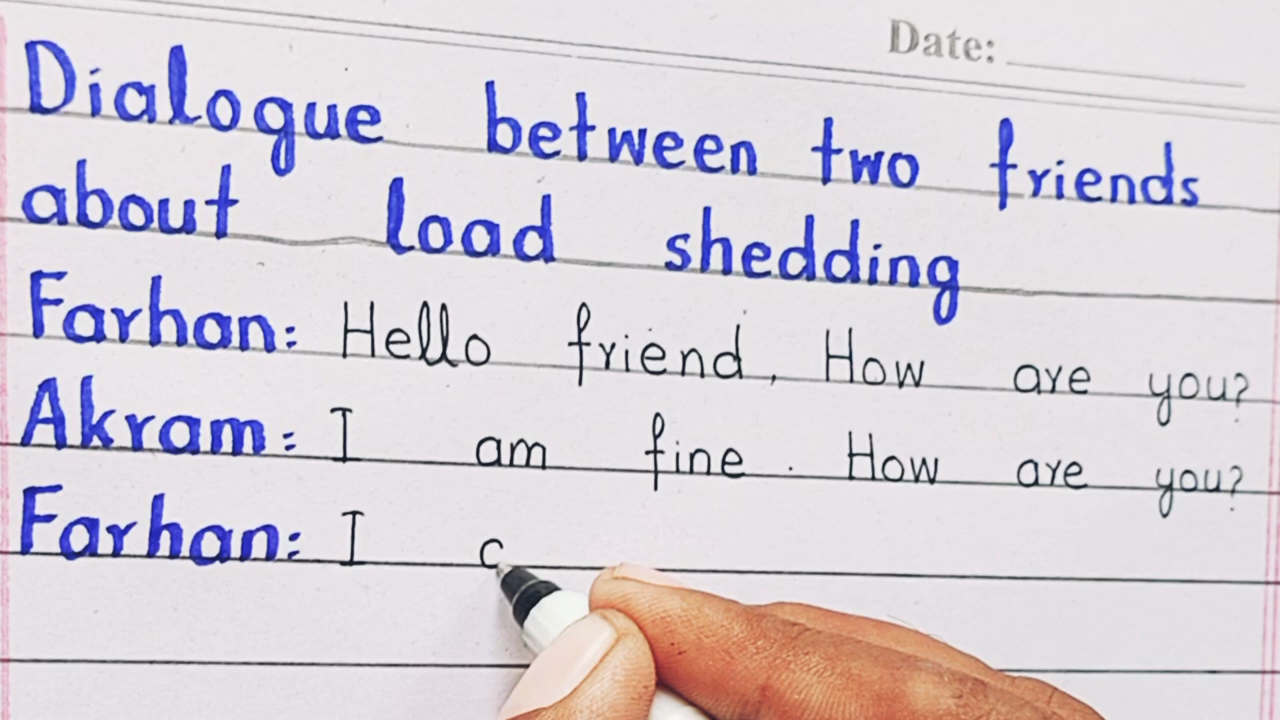 Date:
Dialogue between two friends
about load shedding
Farhan: Hello friend, How are you?
Akram: I am fine. How are you?
Farhan: I